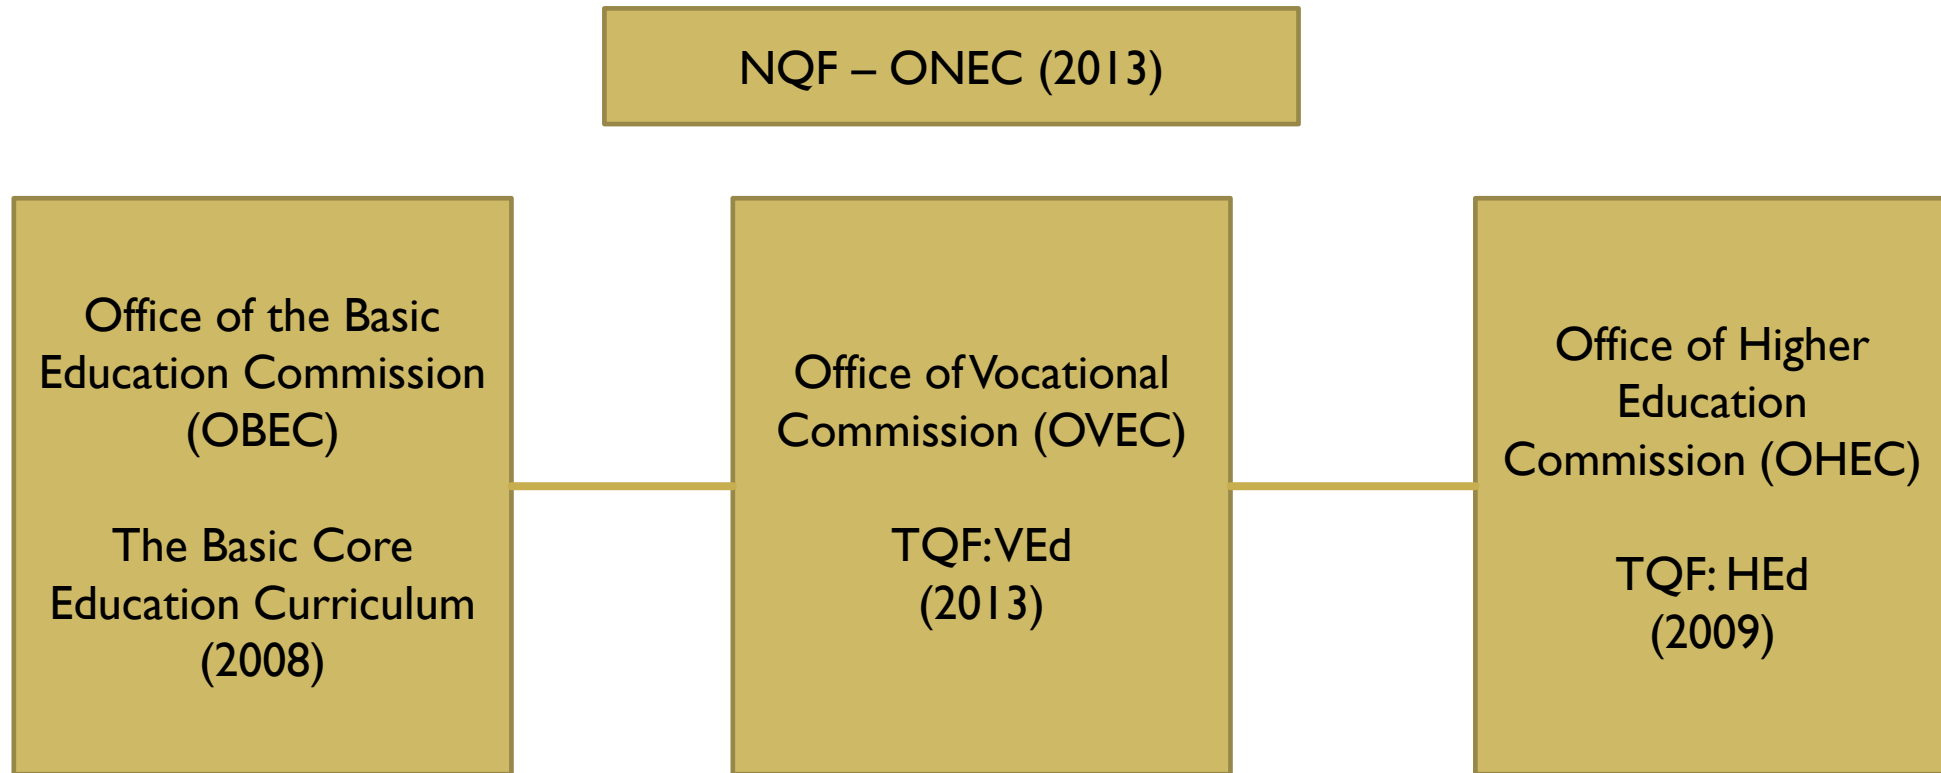 NQF – ONEC (2013)
Office of the Basic
Education Commission
(OBEC)
The Basic Core
Education Curriculum
(2008)
Office of Vocational
Commission (OVEC)
TQF: VEd
(2013)
Office of Higher
Education
Commission (OHEC)
TQF: HEd
(2009)